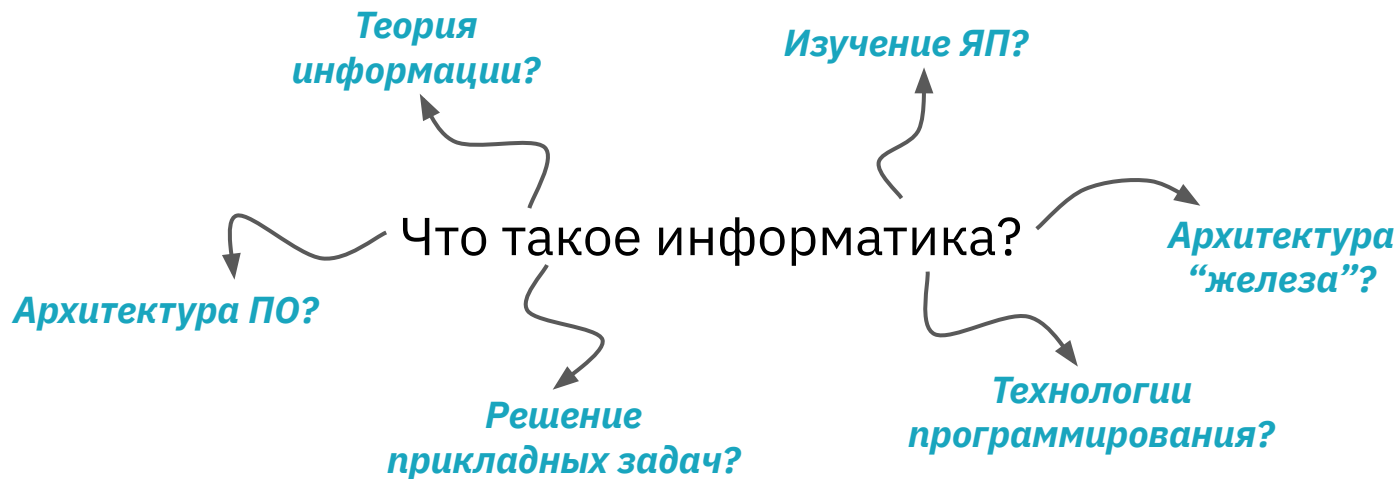 Теория
информации?
Изучение ЯП?
Что такое информатика?
Архитектура
“железа”?
Архитектура ПО?
Решение
прикладных задач?
Технологии
программирования?